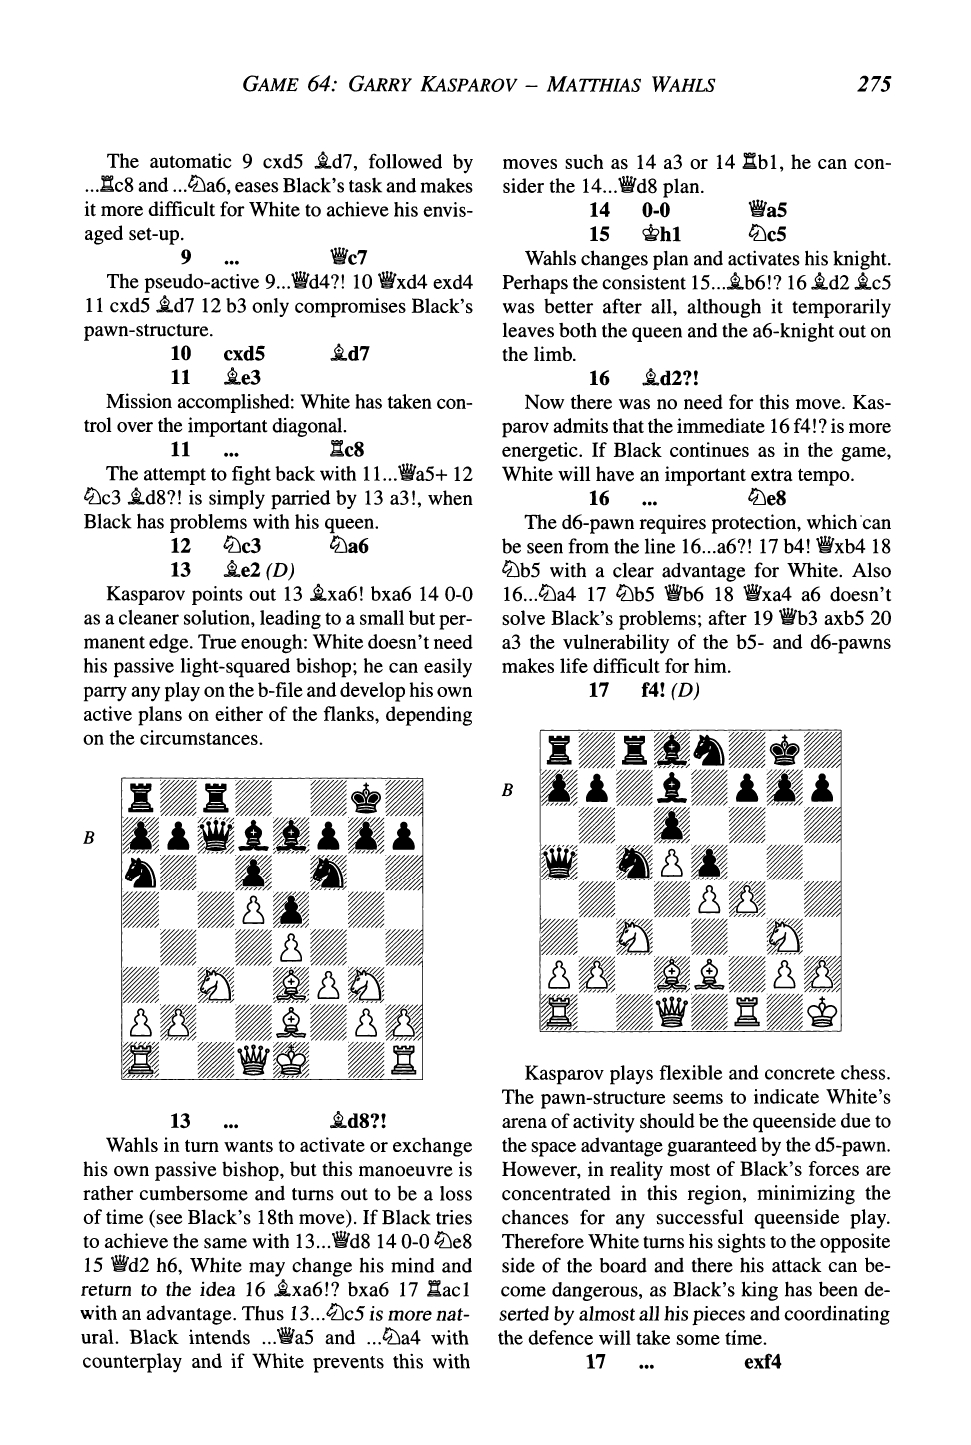 GAME 64: GARRY KASPAROV – MATTHIAS WAHLS 275
The automatic 9 cxd5 ♗d7, followed by
...♖c8 and ...♘a6, eases Black's task and makes
it more difficult for White to achieve his envis-
aged set-up.
9 ... ♕c7
The pseudo-active 9...♕d4?! 10 ♕xd4 exd4
11 cxd5 ♗d7 12 b3 only compromises Black's
pawn-structure.
10 cxd5 ♗d7
11 ♗e3
Mission accomplished: White has taken con-
trol over the important diagonal.
11 ... ♖c8
The attempt to fight back with 11...♕a5+ 12
♘c3 ♗d8?! is simply parried by 13 a3!, when
Black has problems with his queen.
12 ♘c3 ♘a6
13 ♗e2 (D)
Kasparov points out 13 ♗xa6! bxa6 14 0-0
as a cleaner solution, leading to a small but per-
manent edge. True enough: White doesn't need
his passive light-squared bishop; he can easily
parry any play on the b-file and develop his own
active plans on either of the flanks, depending
on the circumstances.
B
13 ... ♗d8?!
Wahls in turn wants to activate or exchange
his own passive bishop, but this manoeuvre is
rather cumbersome and turns out to be a loss
of time (see Black's 18th move). If Black tries
to achieve the same with 13...♕d8 14 0-0 ♘e8
15 ♕d2 h6, White may change his mind and
return to the idea 16 ♗xa6!? bxa6 17 ♖ac1
with an advantage. Thus 13...♘c5 is more nat-
ural. Black intends ...♕a5 and ...♘a4 with
counterplay and if White prevents this with
moves such as 14 a3 or 14 ♖b1, he can con-
sider the 14...♕d8 plan.
14 0-0 ♕a5
15 ♔h1 ♘c5
Wahls changes plan and activates his knight.
Perhaps the consistent 15...♗b6!? 16 ♗d2 ♗c5
was better after all, although it temporarily
leaves both the queen and the a6-knight out on
the limb.
16 ♗d2?!
Now there was no need for this move. Kas-
parov admits that the immediate 16 f4!? is more
energetic. If Black continues as in the game,
White will have an important extra tempo.
16 ... ♘e8
The d6-pawn requires protection, which can
be seen from the line 16...a6?! 17 b4! ♕xb4 18
♘b5 with a clear advantage for White. Also
16...♘a4 17 ♘b5 ♕b6 18 ♕xa4 a6 doesn't
solve Black's problems; after 19 ♕b3 axb5 20
a3 the vulnerability of the b5- and d6-pawns
makes life difficult for him.
17 f4! (D)
B
Kasparov plays flexible and concrete chess.
The pawn-structure seems to indicate White's
arena of activity should be the queenside due to
the space advantage guaranteed by the d5-pawn.
However, in reality most of Black's forces are
concentrated in this region, minimizing the
chances for any successful queenside play.
Therefore White turns his sights to the opposite
side of the board and there his attack can be-
come dangerous, as Black's king has been de-
serted by almost all his pieces and coordinating
the defence will take some time.
17 ... exf4